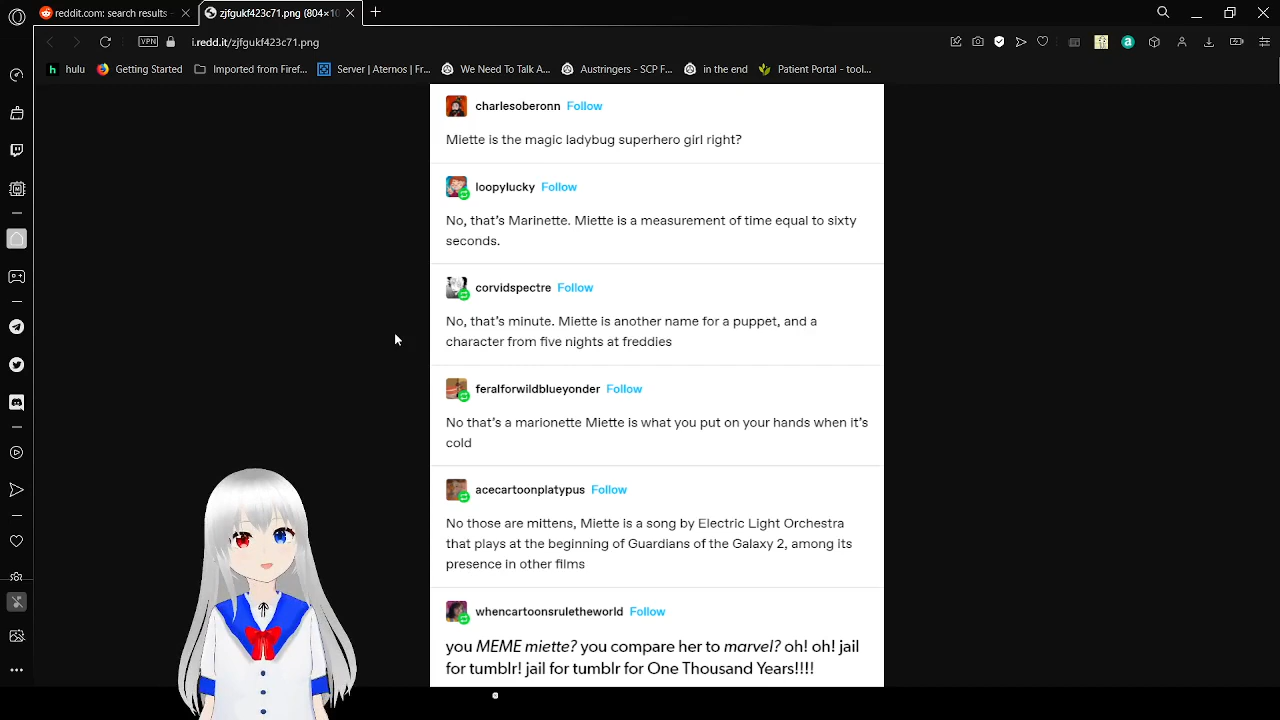 reddit.com: search results -
zjfgukf423c71.png (804×10
VPN
i.redd.it/zjfgukf423c71.png
h hulu
Getting Started
Imported from Firef...
Server | Aternos | Fr...
We Need To Talk A...
Austringers - SCP F...
in the end
Patient Portal - tool...
charlesoberonn Follow
Miette is the magic ladybug superhero girl right?
loopylucky Follow
No, that's Marinette. Miette is a measurement of time equal to sixty
seconds.
corvidspectre Follow
No, that's minute. Miette is another name for a puppet, and a
character from five nights at freddies
feralforwildblueyonder Follow
No that's a marionette Miette is what you put on your hands when it's
cold
acecartoonplatypus Follow
No those are mittens, Miette is a song by Electric Light Orchestra
that plays at the beginning of Guardians of the Galaxy 2, among its
presence in other films
whencartoonsruletheworld Follow
you MEME miette? you compare her to marvel? oh! oh! jail
for tumblr! jail for tumblr for One Thousand Years!!!!